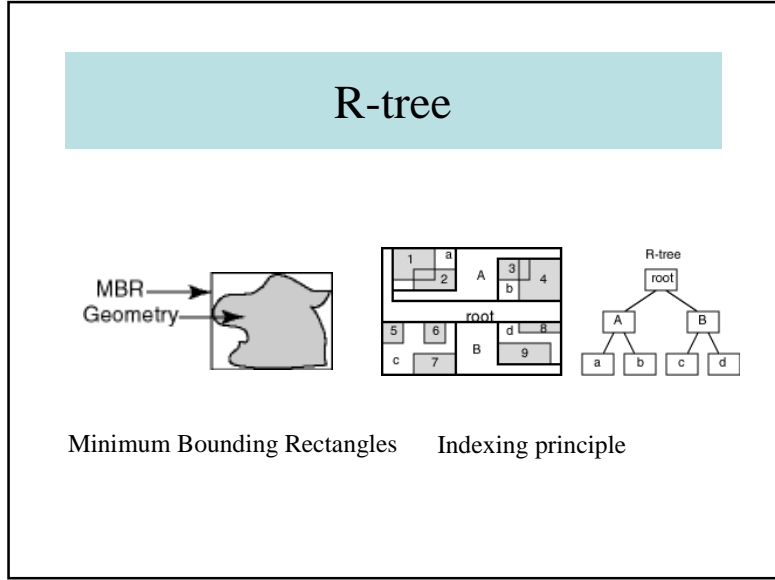 R-tree
MBR
Geometry
1
a
2
A
3
4
b
root
5
6
c
7
B
d
8
9
R-tree
root
A
B
a
b
c
d
Minimum Bounding Rectangles
Indexing principle